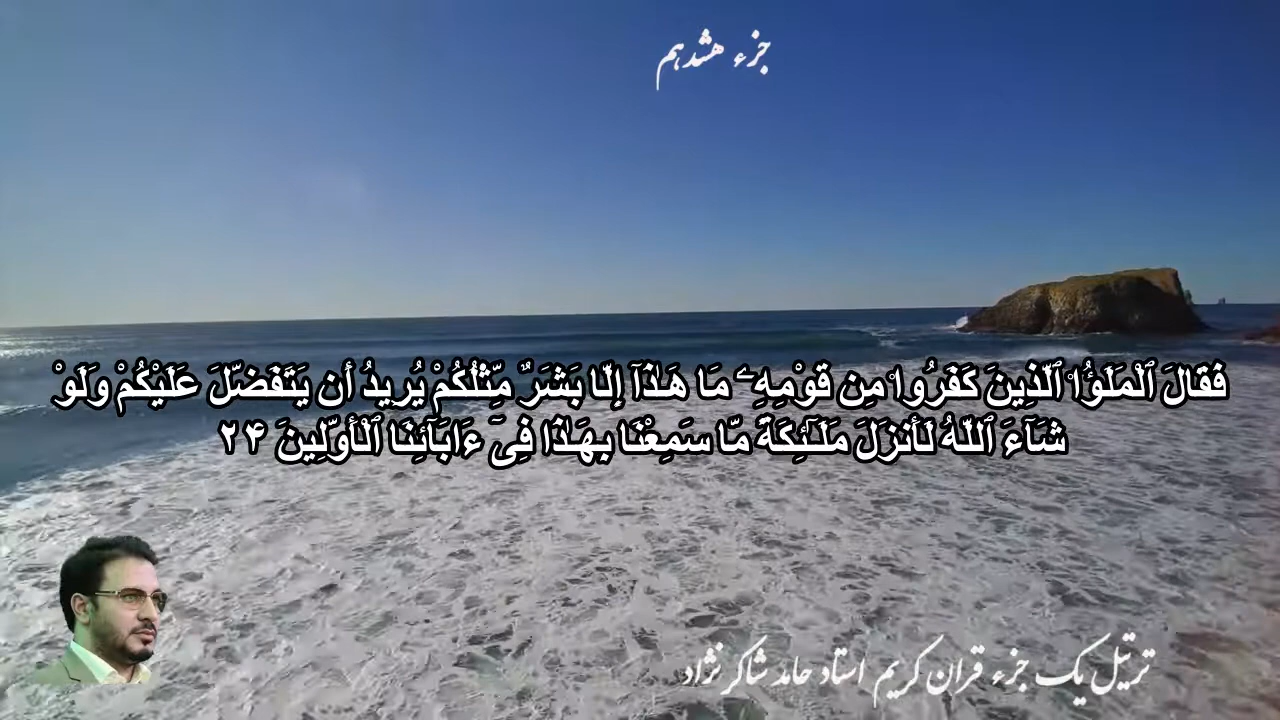 جزء هشدهم
فَقَالَ ٱلْمَلَؤُا۟ ٱلَّذِينَ كَفَرُوا۟ مِن قَوْمِهِۦ مَا هَـٰذَآ إِلَّا بَشَرٌ مِّثْلُكُمْ يُرِيدُ أَن يَتَفَضَّلَ عَلَيْكُمْ وَلَوْ
شَآءَ ٱللَّهُ لَأَنزَلَ مَلَـٰٓئِكَةً مَّا سَمِعْنَا بِهَـٰذَا فِىٓ ءَابَآئِنَا ٱلْأَوَّلِينَ ۲۴
ترتیل یک جزء قران کریم استاد حامد شاکر نژاد